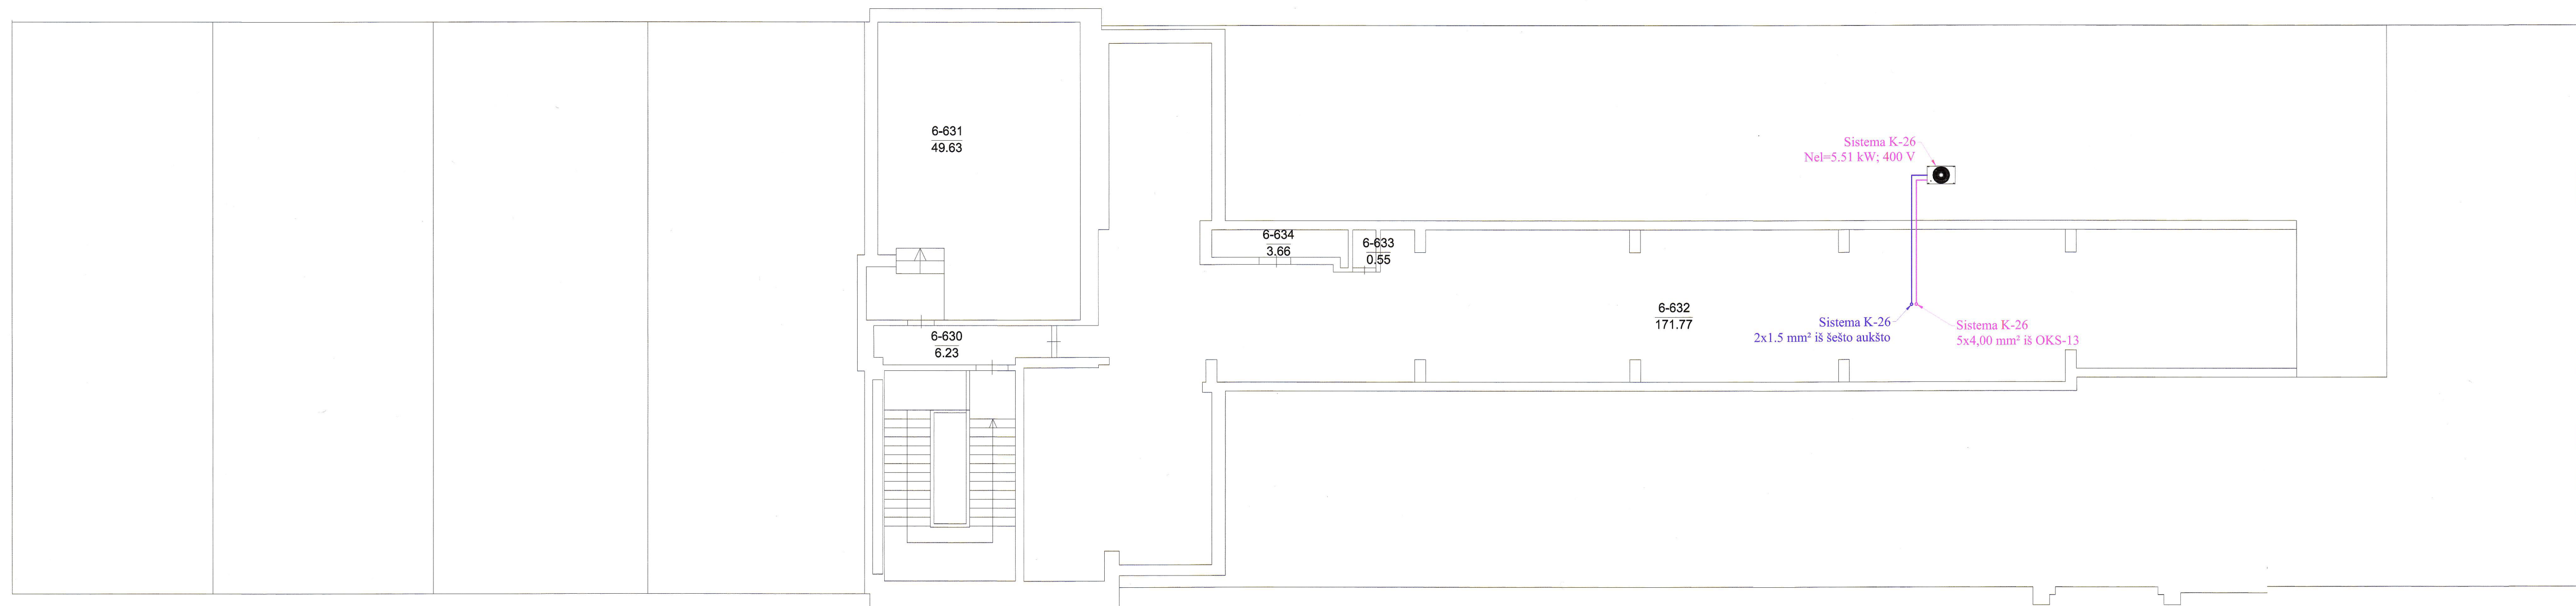 6-631
49.63
Sistema K-26
Nel=5.51 kW; 400 V
6-634
3.66
6-633
0.55
6-632
171.77
6-630
6.23
Sistema K-26
2x1.5 mm² iš šešto aukšto
Sistema K-26
5x4,00 mm² iš OKS-13